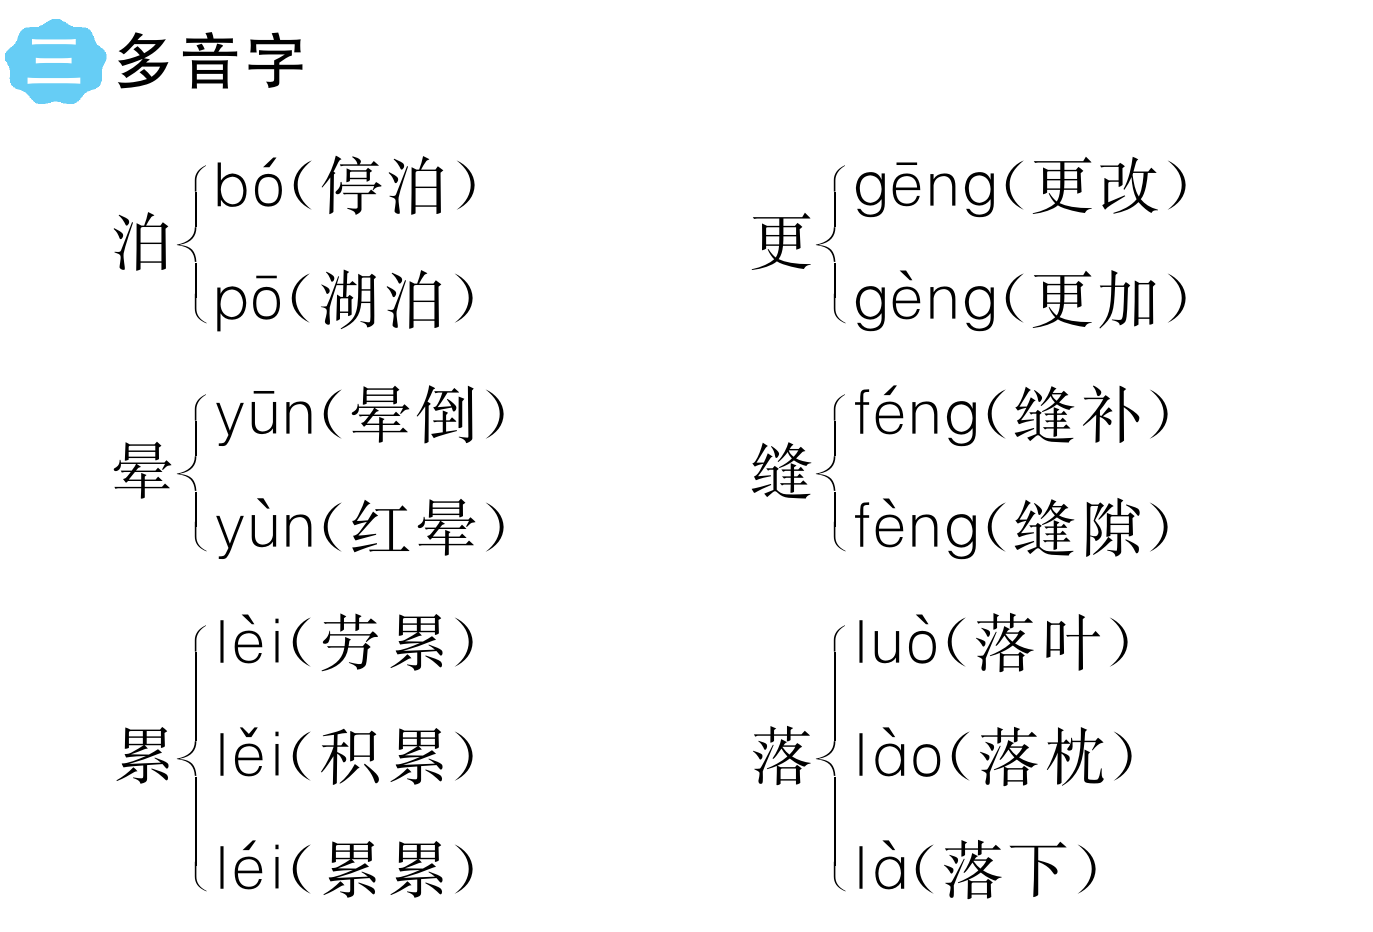 三 多音字
泊 bó(停泊)
pō(湖泊)
更 gēng(更改)
gèng(更加)
晕 yūn(晕倒)
yùn(红晕)
缝 féng(缝补)
fèng(缝隙)
累 lèi(劳累)
lěi(积累)
léi(累累)
落 luò(落叶)
lào(落枕)
là(落下)